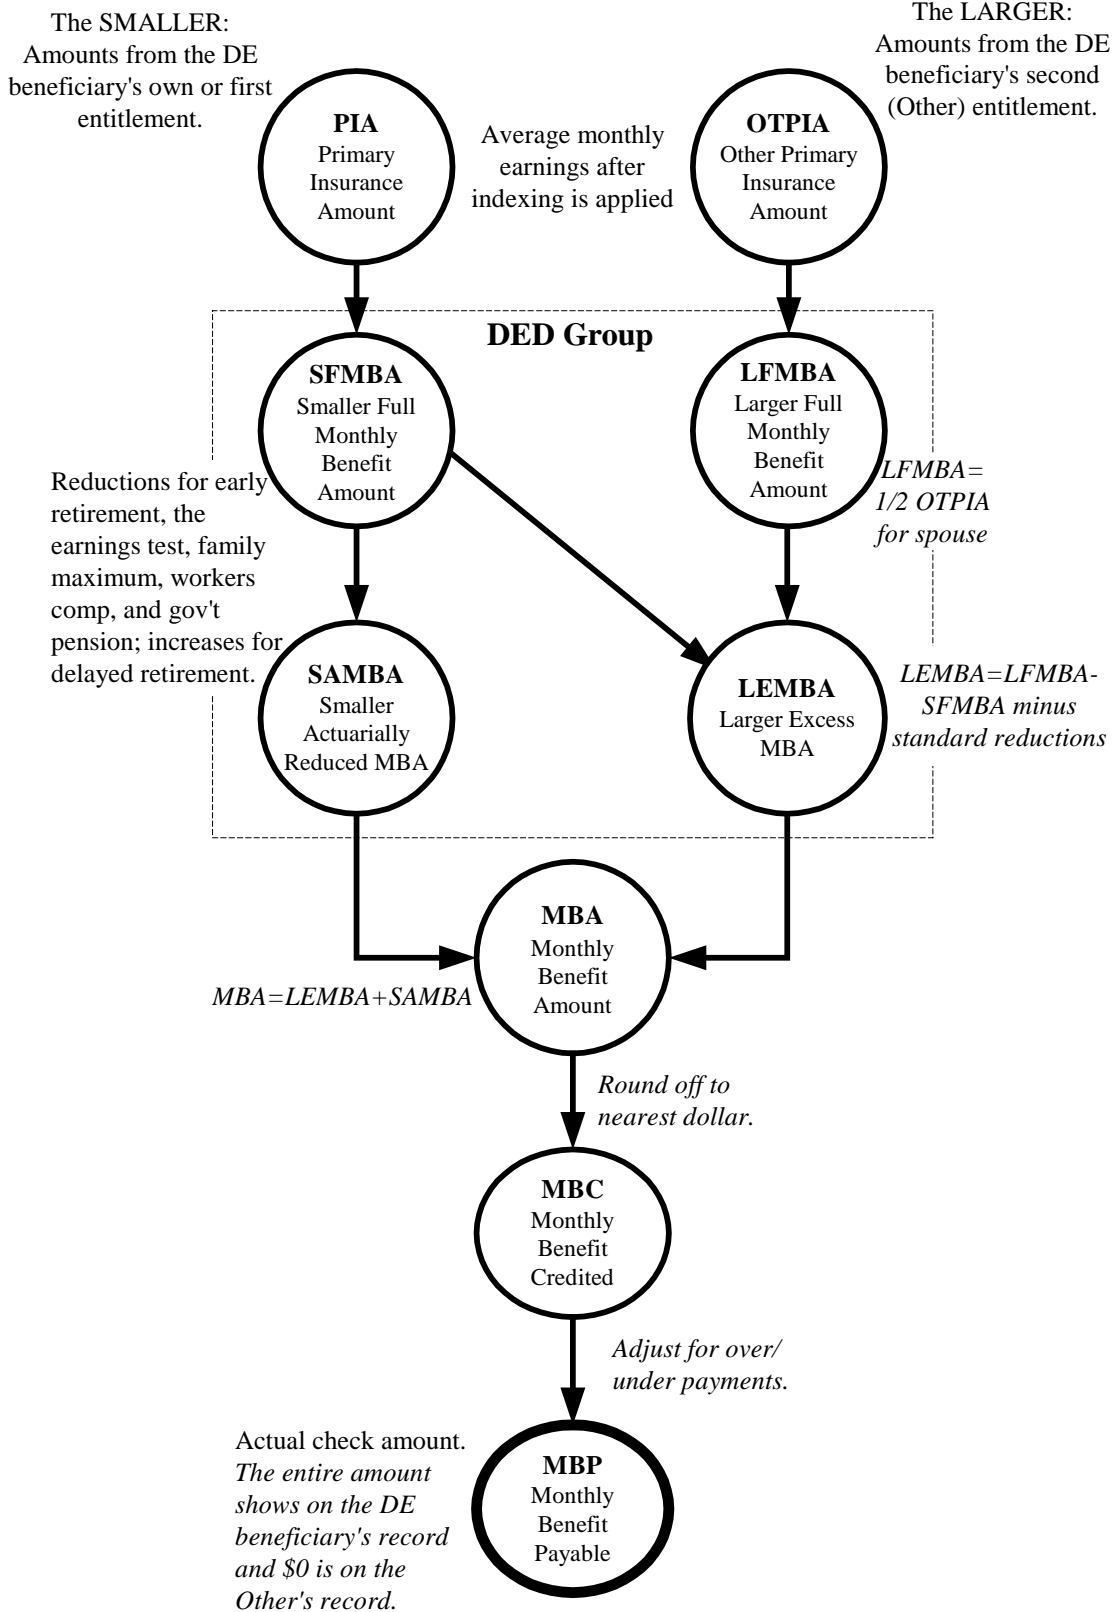 The SMALLER:
Amounts from the DE
beneficiary's own or first
entitlement.
The LARGER:
Amounts from the DE
beneficiary's second
(Other) entitlement.
PIA
Primary
Insurance
Amount
Average monthly
earnings after
indexing is applied
OTPIA
Other Primary
Insurance
Amount
DED Group
SFMBA
Smaller Full
Monthly
Benefit
Amount
LFMBA
Larger Full
Monthly
Benefit
Amount
LFMBA=
1/2 OTPIA
for spouse
Reductions for early
retirement, the
earnings test, family
maximum, workers
comp, and gov't
pension; increases for
delayed retirement.
SAMBA
Smaller
Actuarially
Reduced MBA
LEMBA
Larger Excess
MBA
LEMBA=LFMBA-
SFMBA minus
standard reductions
MBA
Monthly
Benefit
Amount
MBA=LEMBA+SAMBA
Round off to
nearest dollar.
MBC
Monthly
Benefit
Credited
Adjust for over/
under payments.
Actual check amount.
The entire amount
shows on the DE
beneficiary's record
and $0 is on the
Other's record.
MBP
Monthly
Benefit
Payable